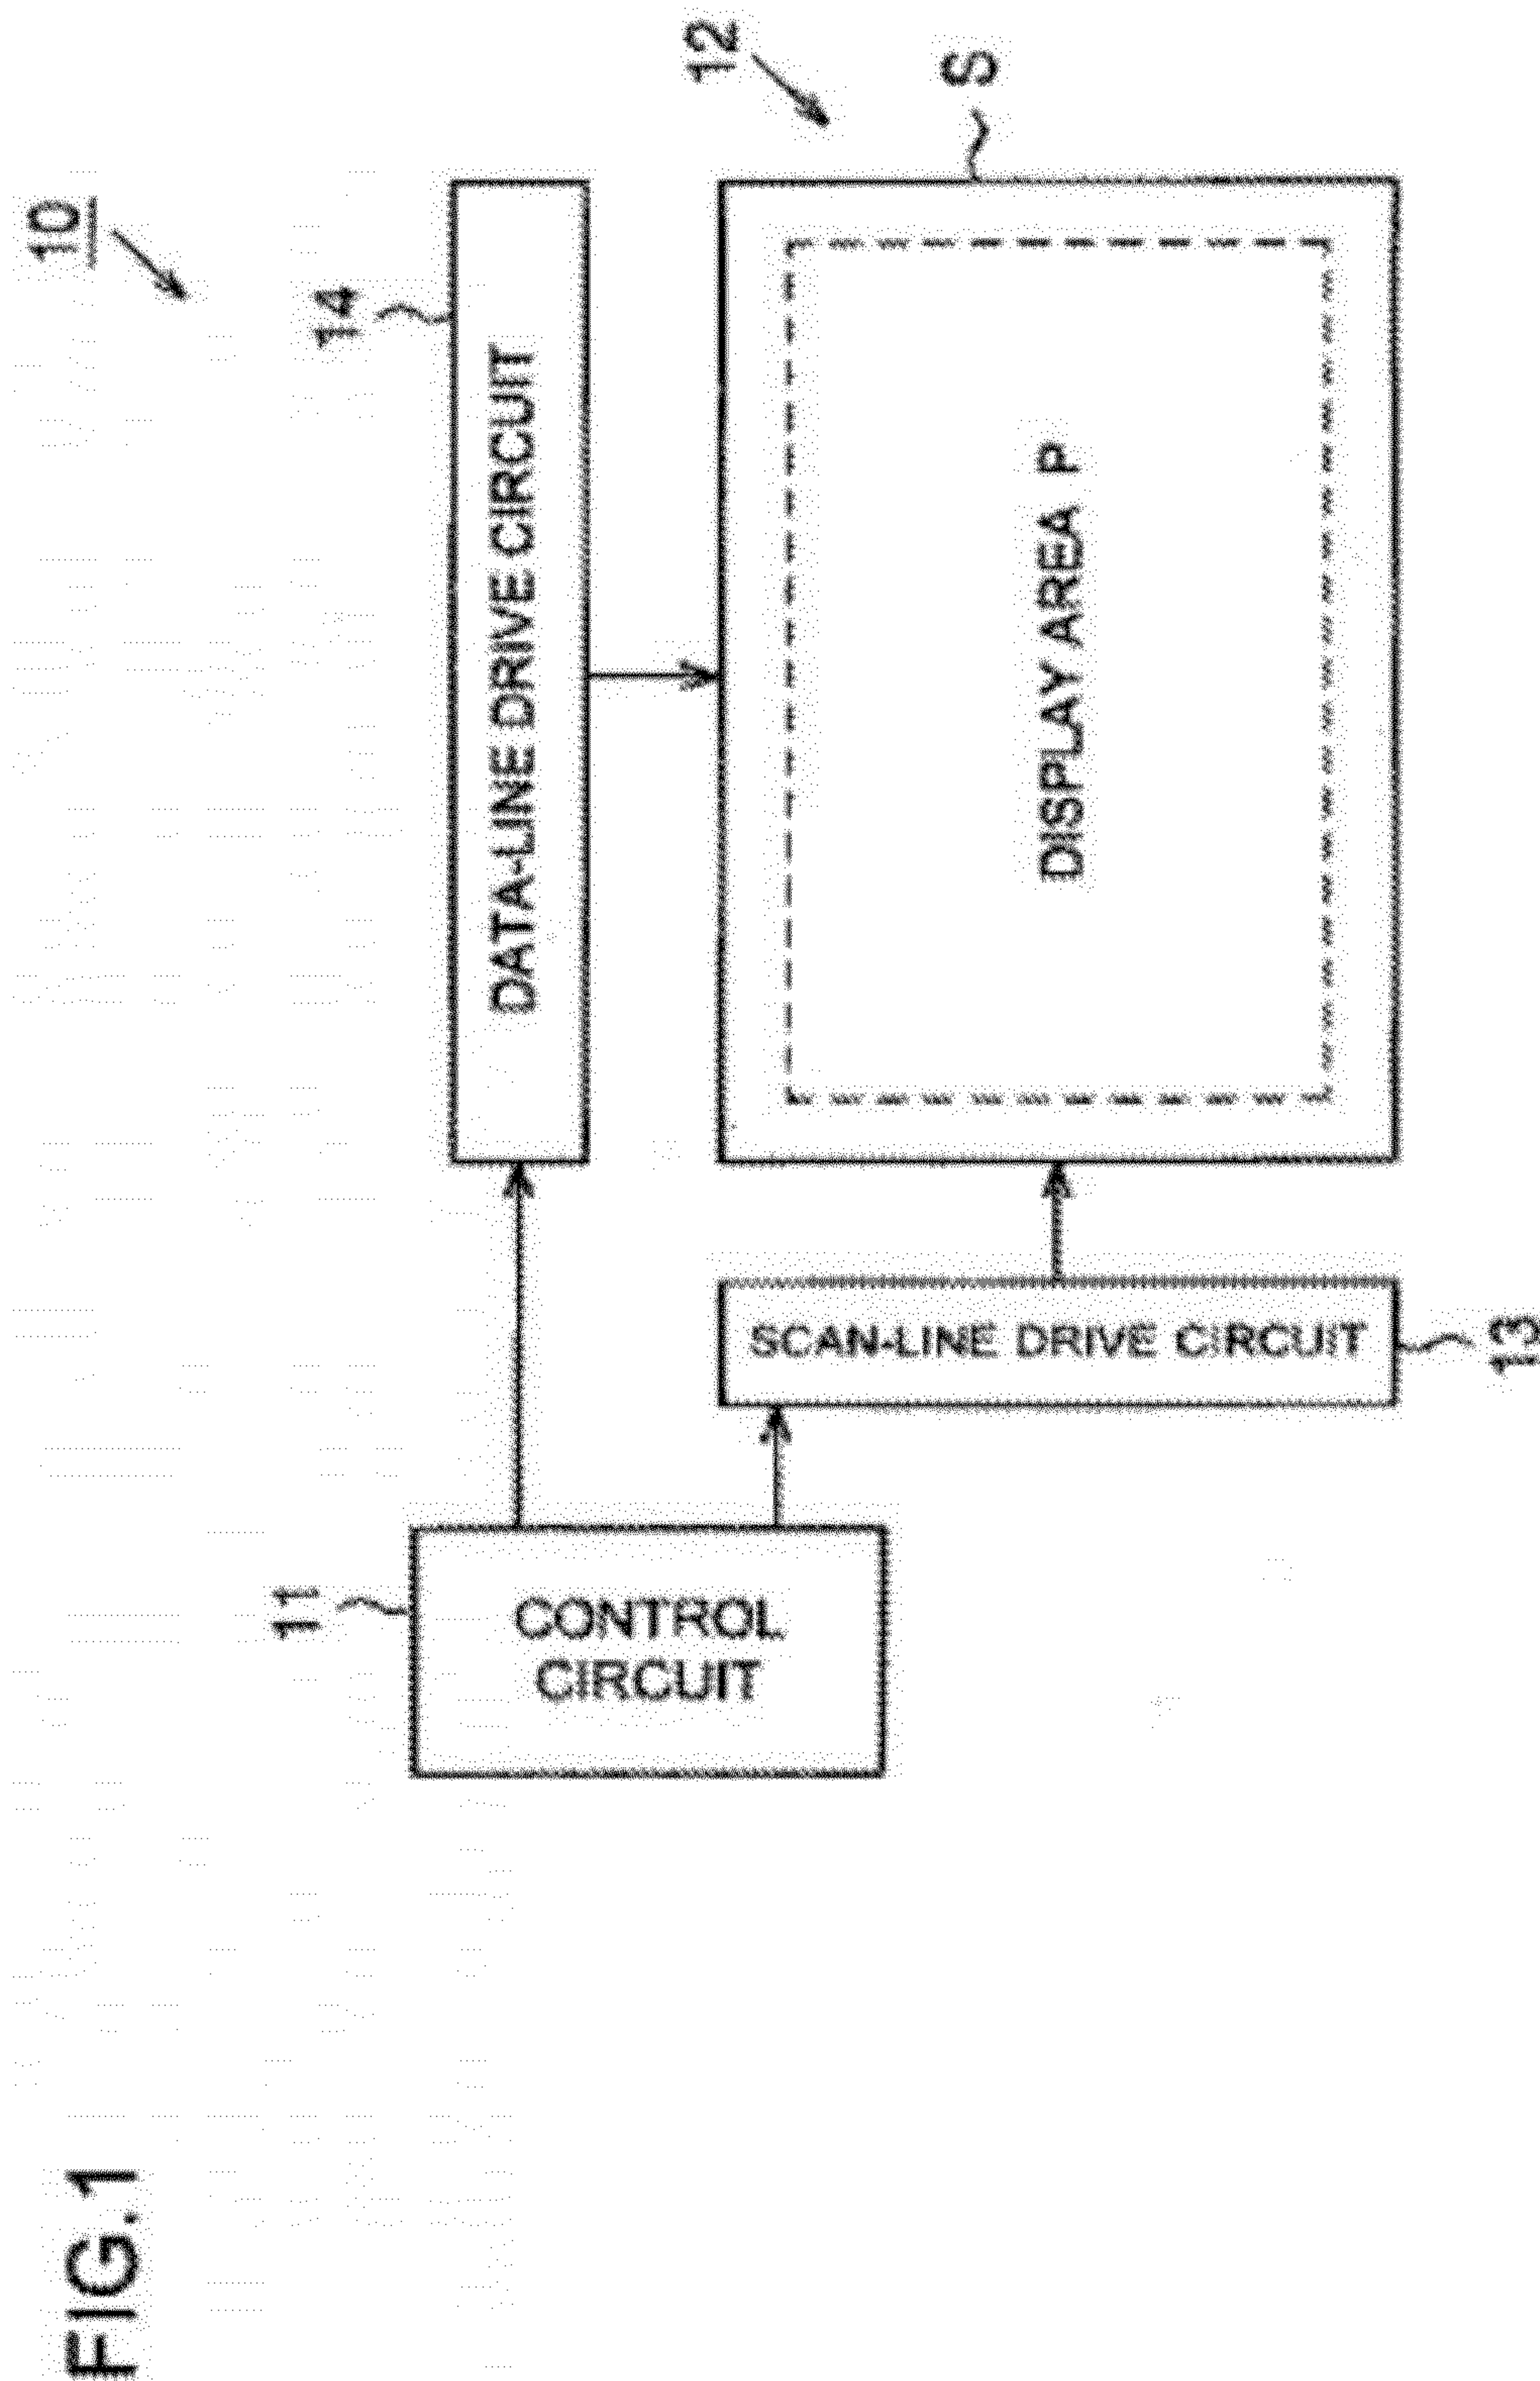 FIG.1
10
14
DATA-LINE DRIVE CIRCUIT
12
S
11
CONTROL
CIRCUIT
SCAN-LINE DRIVE CIRCUIT
13
DISPLAY AREA P